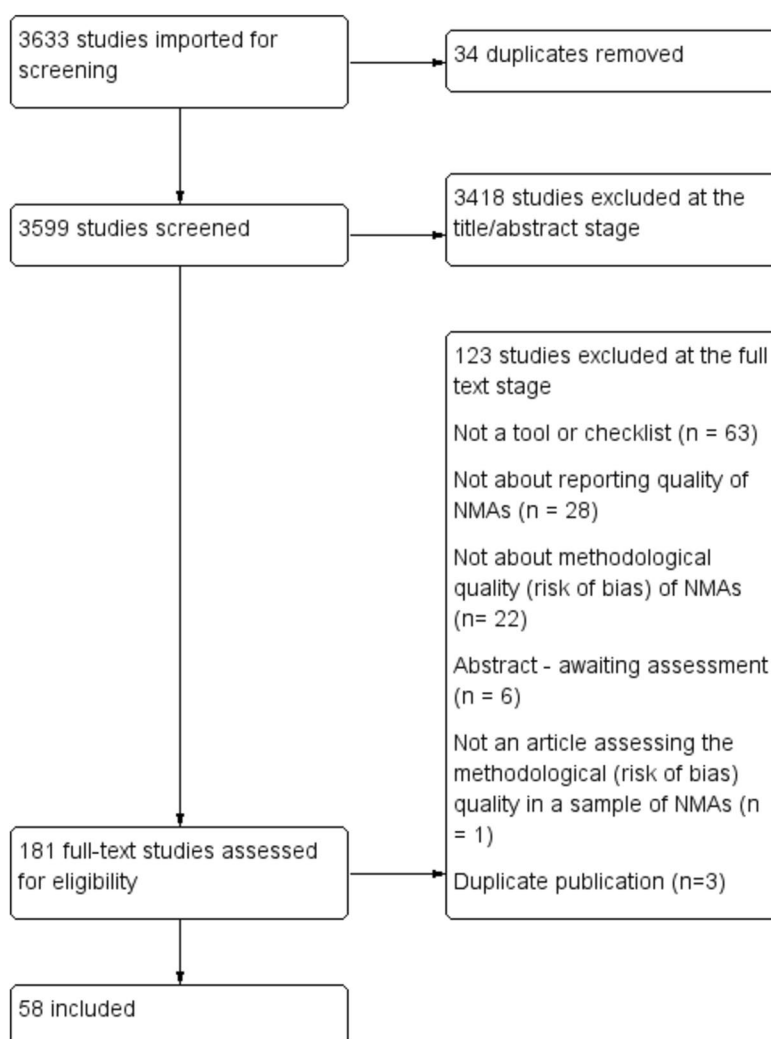 3633 studies imported for
screening
34 duplicates removed
3599 studies screened
3418 studies excluded at the
title/abstract stage
123 studies excluded at the full
text stage
Not a tool or checklist (n = 63)
Not about reporting quality of
NMAs (n = 28)
Not about methodological
quality (risk of bias) of NMAs
(n= 22)
Abstract - awaiting assessment
(n = 6)
Not an article assessing the
methodological (risk of bias)
quality in a sample of NMAs (n
= 1)
Duplicate publication (n=3)
181 full-text studies assessed
for eligibility
58 included